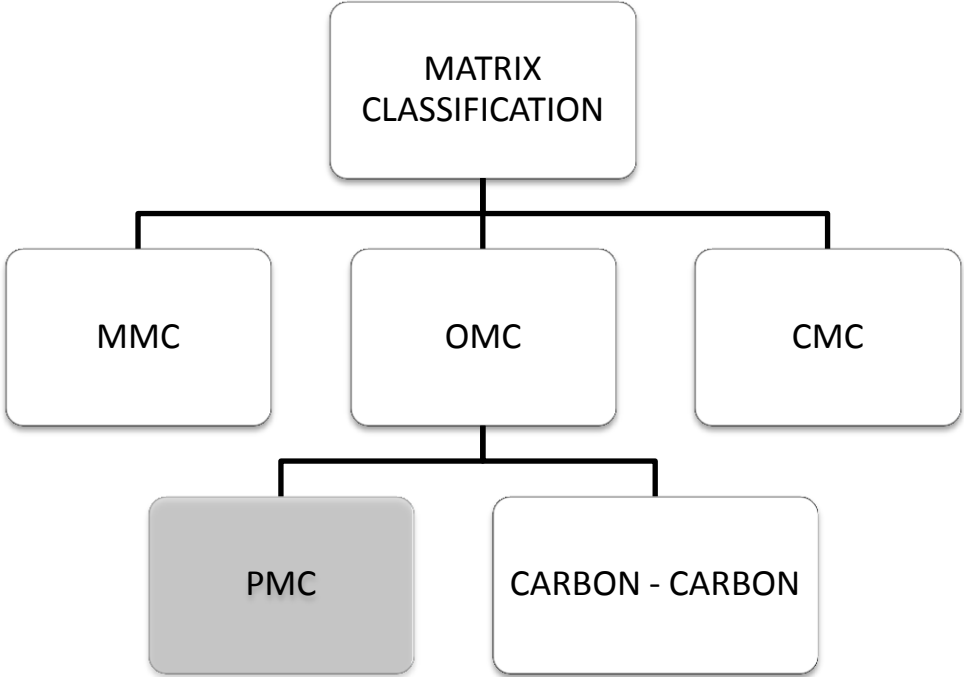 MATRIX
CLASSIFICATION
MMC
OMC
CMC
PMC
CARBON - CARBON